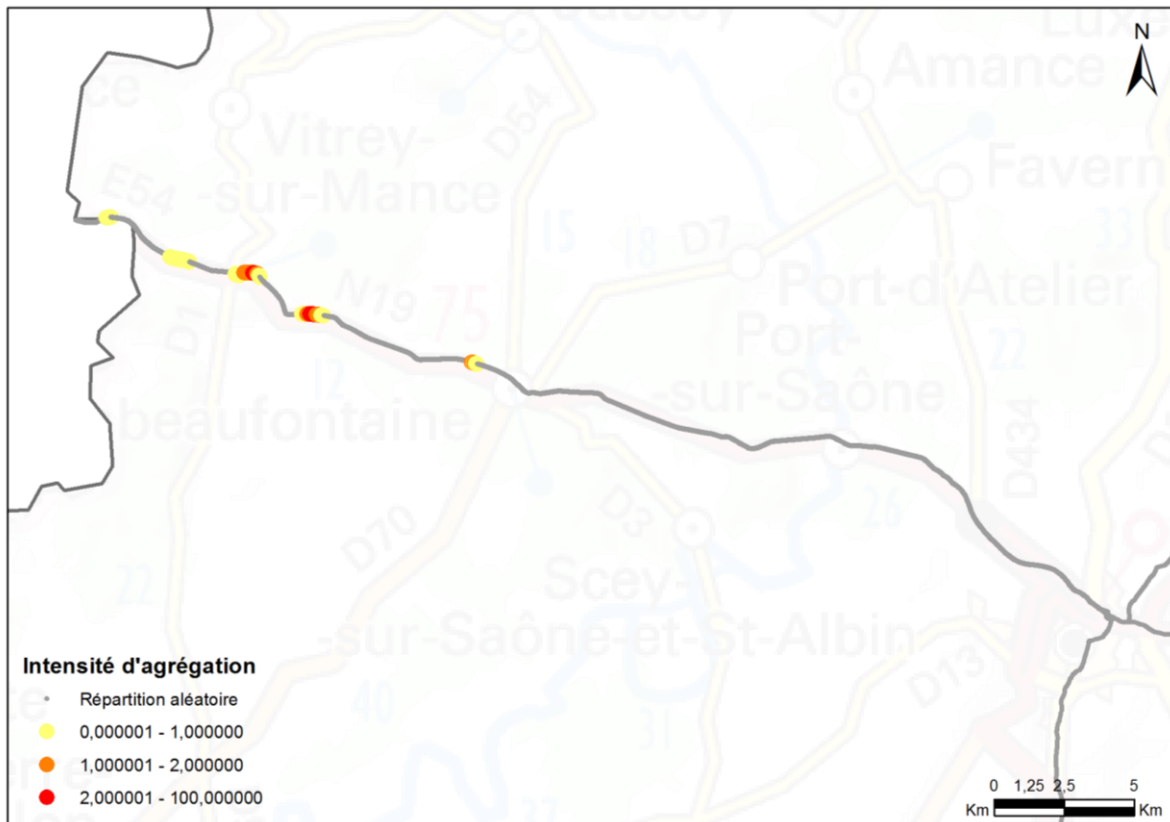 Amance
N
Vitrey-
-sur-Mance
D54
E54
Favern
15
18
D7
33
Port-d'Atelier
N19
75
D1
12
Port-
-sur-Saône
22
beaufontaine
D434
D3
26
D70
Scey-
-sur-Saône-et-St-Albin
22
D13
40
31
37
Intensité d'agrégation
Répartition aléatoire
0,000001 - 1,000000
1,000001 - 2,000000
2,000001 - 100,000000
0 1,25 2,5 5
Km Km